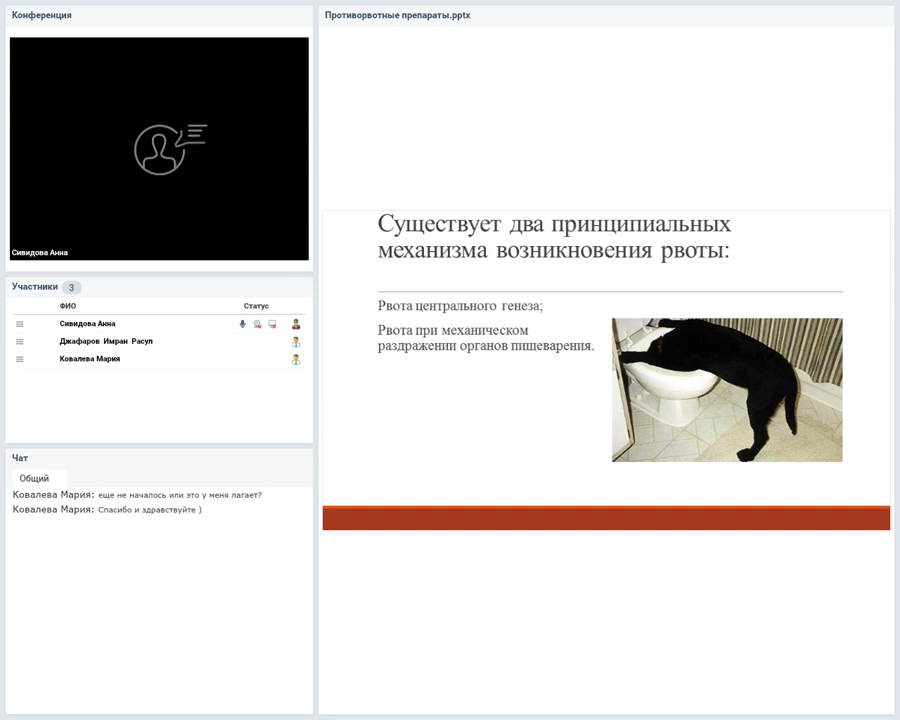 Конференция
Сивидова Анна
Участники 3
ФИО Статус
Сивидова Анна
Джафаров Имран Расул
Ковалева Мария
Чат
Общий
Ковалева Мария: еще не началось или это у меня лагает?
Ковалева Мария: Спасибо и здравствуйте )
Противорвотные препараты.pptx
Существует два принципиальных
механизма возникновения рвоты:
Рвота центрального генеза;
Рвота при механическом
раздражении органов пищеварения.